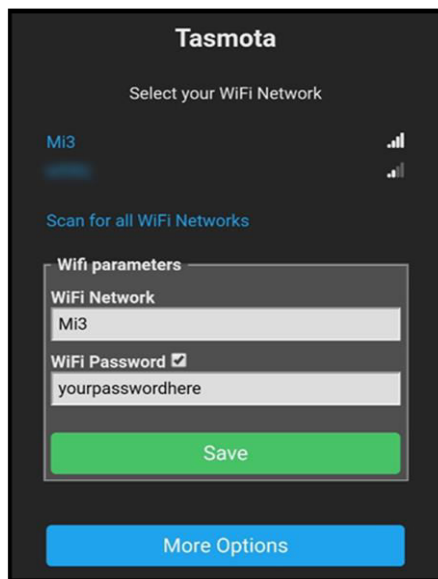 Tasmota
Select your WiFi Network
Mi3
Scan for all WiFi Networks
Wifi parameters
WiFi Network
Mi3
WiFi Password
yourpasswordhere
Save
More Options